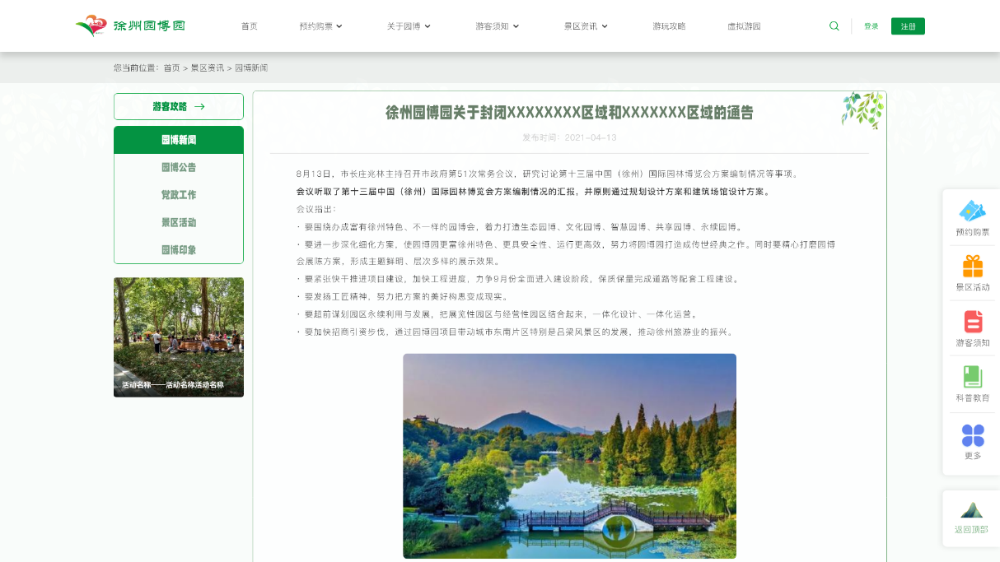 徐州园博园
首页 预约购票 关于园博 游客须知 景区资讯 游玩攻略 虚拟游园 登录 注册
您当前位置：首页 > 景区资讯 > 园博新闻
游客攻略
园博新闻
园博公告
党政工作
景区活动
园博印象
活动名称——活动名称活动名称
徐州园博园关于封闭XXXXXXXX区域和XXXXXXX区域的通告
发布时间：2021-04-13
8月13日，市长庄兆林主持召开市政府第51次常务会议，研究讨论第十三届中国（徐州）国际园林博览会方案编制情况等事项。
会议听取了第十三届中国（徐州）国际园林博览会方案编制情况的汇报，并原则通过规划设计方案和建筑场馆设计方案。
会议指出：
· 要围绕办成富有徐州特色、不一样的园博会，着力打造生态园博、文化园博、智慧园博、共享园博、永续园博。
· 要进一步深化细化方案，使园博园更富徐州特色、更具安全性、运行更高效，努力将园博园打造成传世经典之作。同时要精心打磨园博
会展陈方案，形成主题鲜明、层次多样的展示效果。
· 要紧张快干推进项目建设，加快工程进度，力争9月份全面进入建设阶段，保质保量完成道路等配套工程建设。
· 要发扬工匠精神，努力把方案的美好构思变成现实。
· 要超前谋划园区永续利用与发展，把展览性园区与经营性园区结合起来，一体化设计、一体化运营。
· 要加快招商引资步伐，通过园博园项目带动城市东南片区特别是吕梁风景区的发展，推动徐州旅游业的振兴。
预约购票
景区活动
游客须知
科普教育
更多
返回顶部